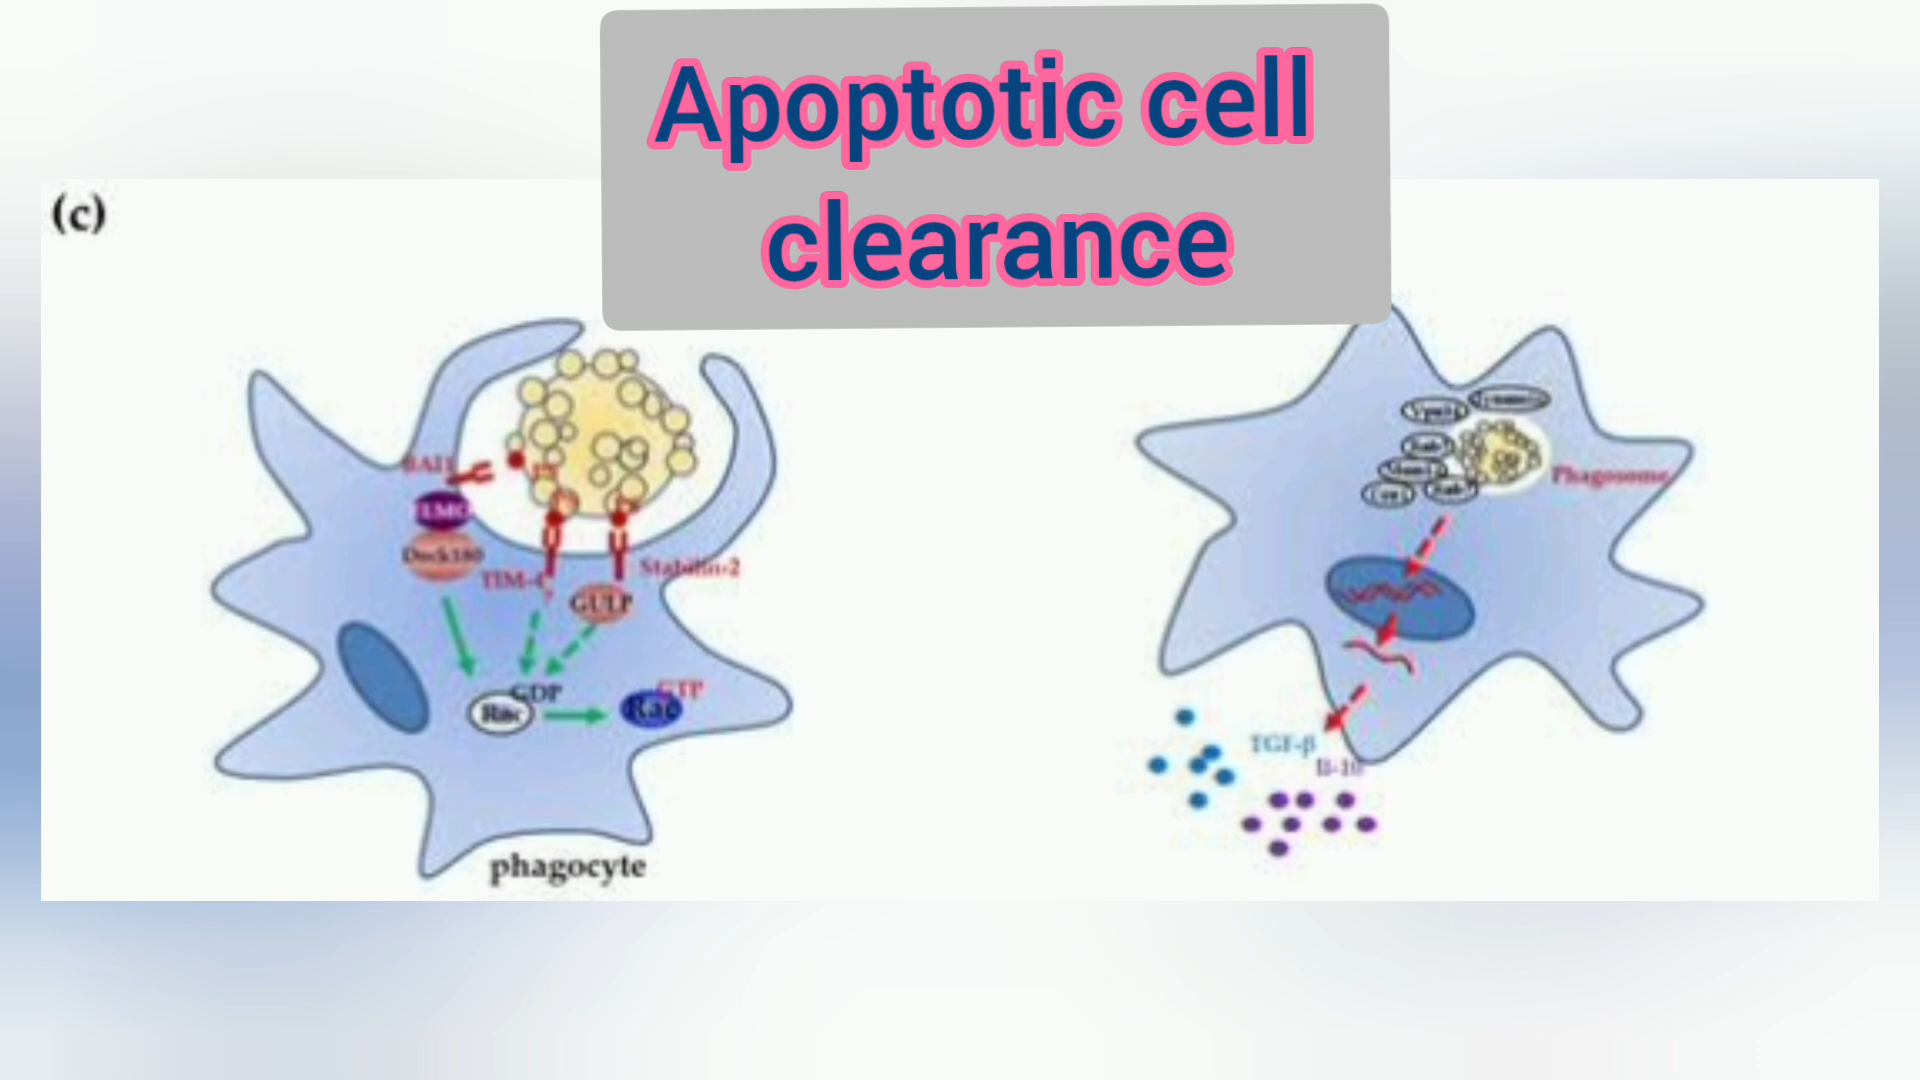 Apoptotic cell
clearance
(c)
BAI1
PS
ELMO
Dock180
TIM-4,
Stabilin-2
GULP
GDP
GTP
Rac
Rac
phagocyte
Phagosome
TGF-β
Il-10